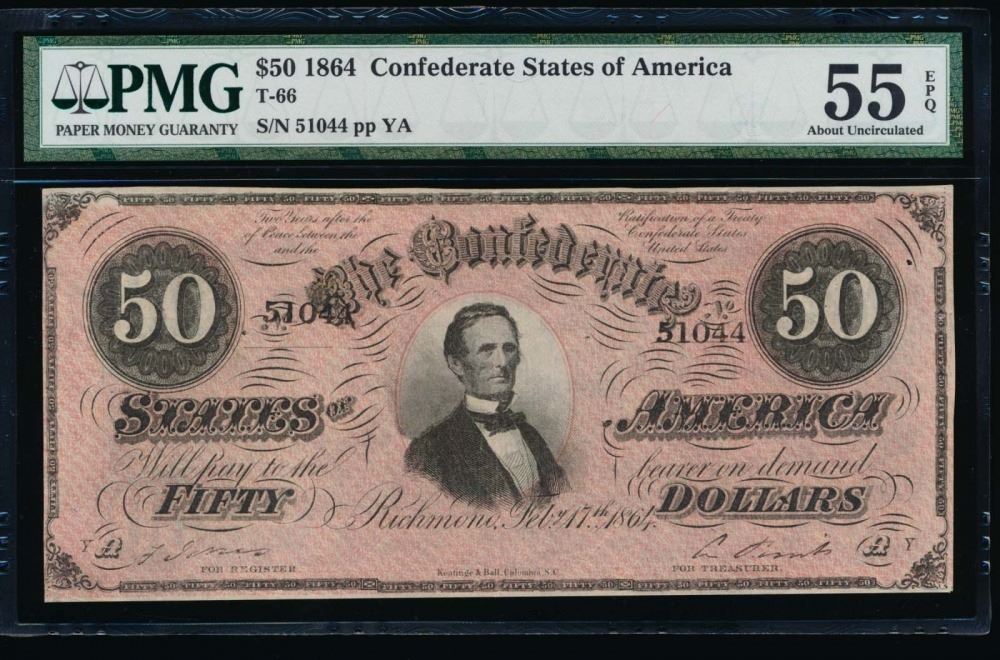 PMG
PAPER MONEY GUARANTY
$50 1864 Confederate States of America
T-66
S/N 51044 pp YA
55 EPQ
About Uncirculated
Two Years after the Ratification of a Treaty
of Peace between the Confederate States
and the United States
50 The Confederate 50
No 51044 No 51044
STATES OF AMERICA
Will pay to the bearer on demand
FIFTY DOLLARS
Richmond, Feby. 17th, 1864.
Y A Y A
FOR REGISTER
Keatinge & Ball, Columbia, S.C.
FOR TREASURER